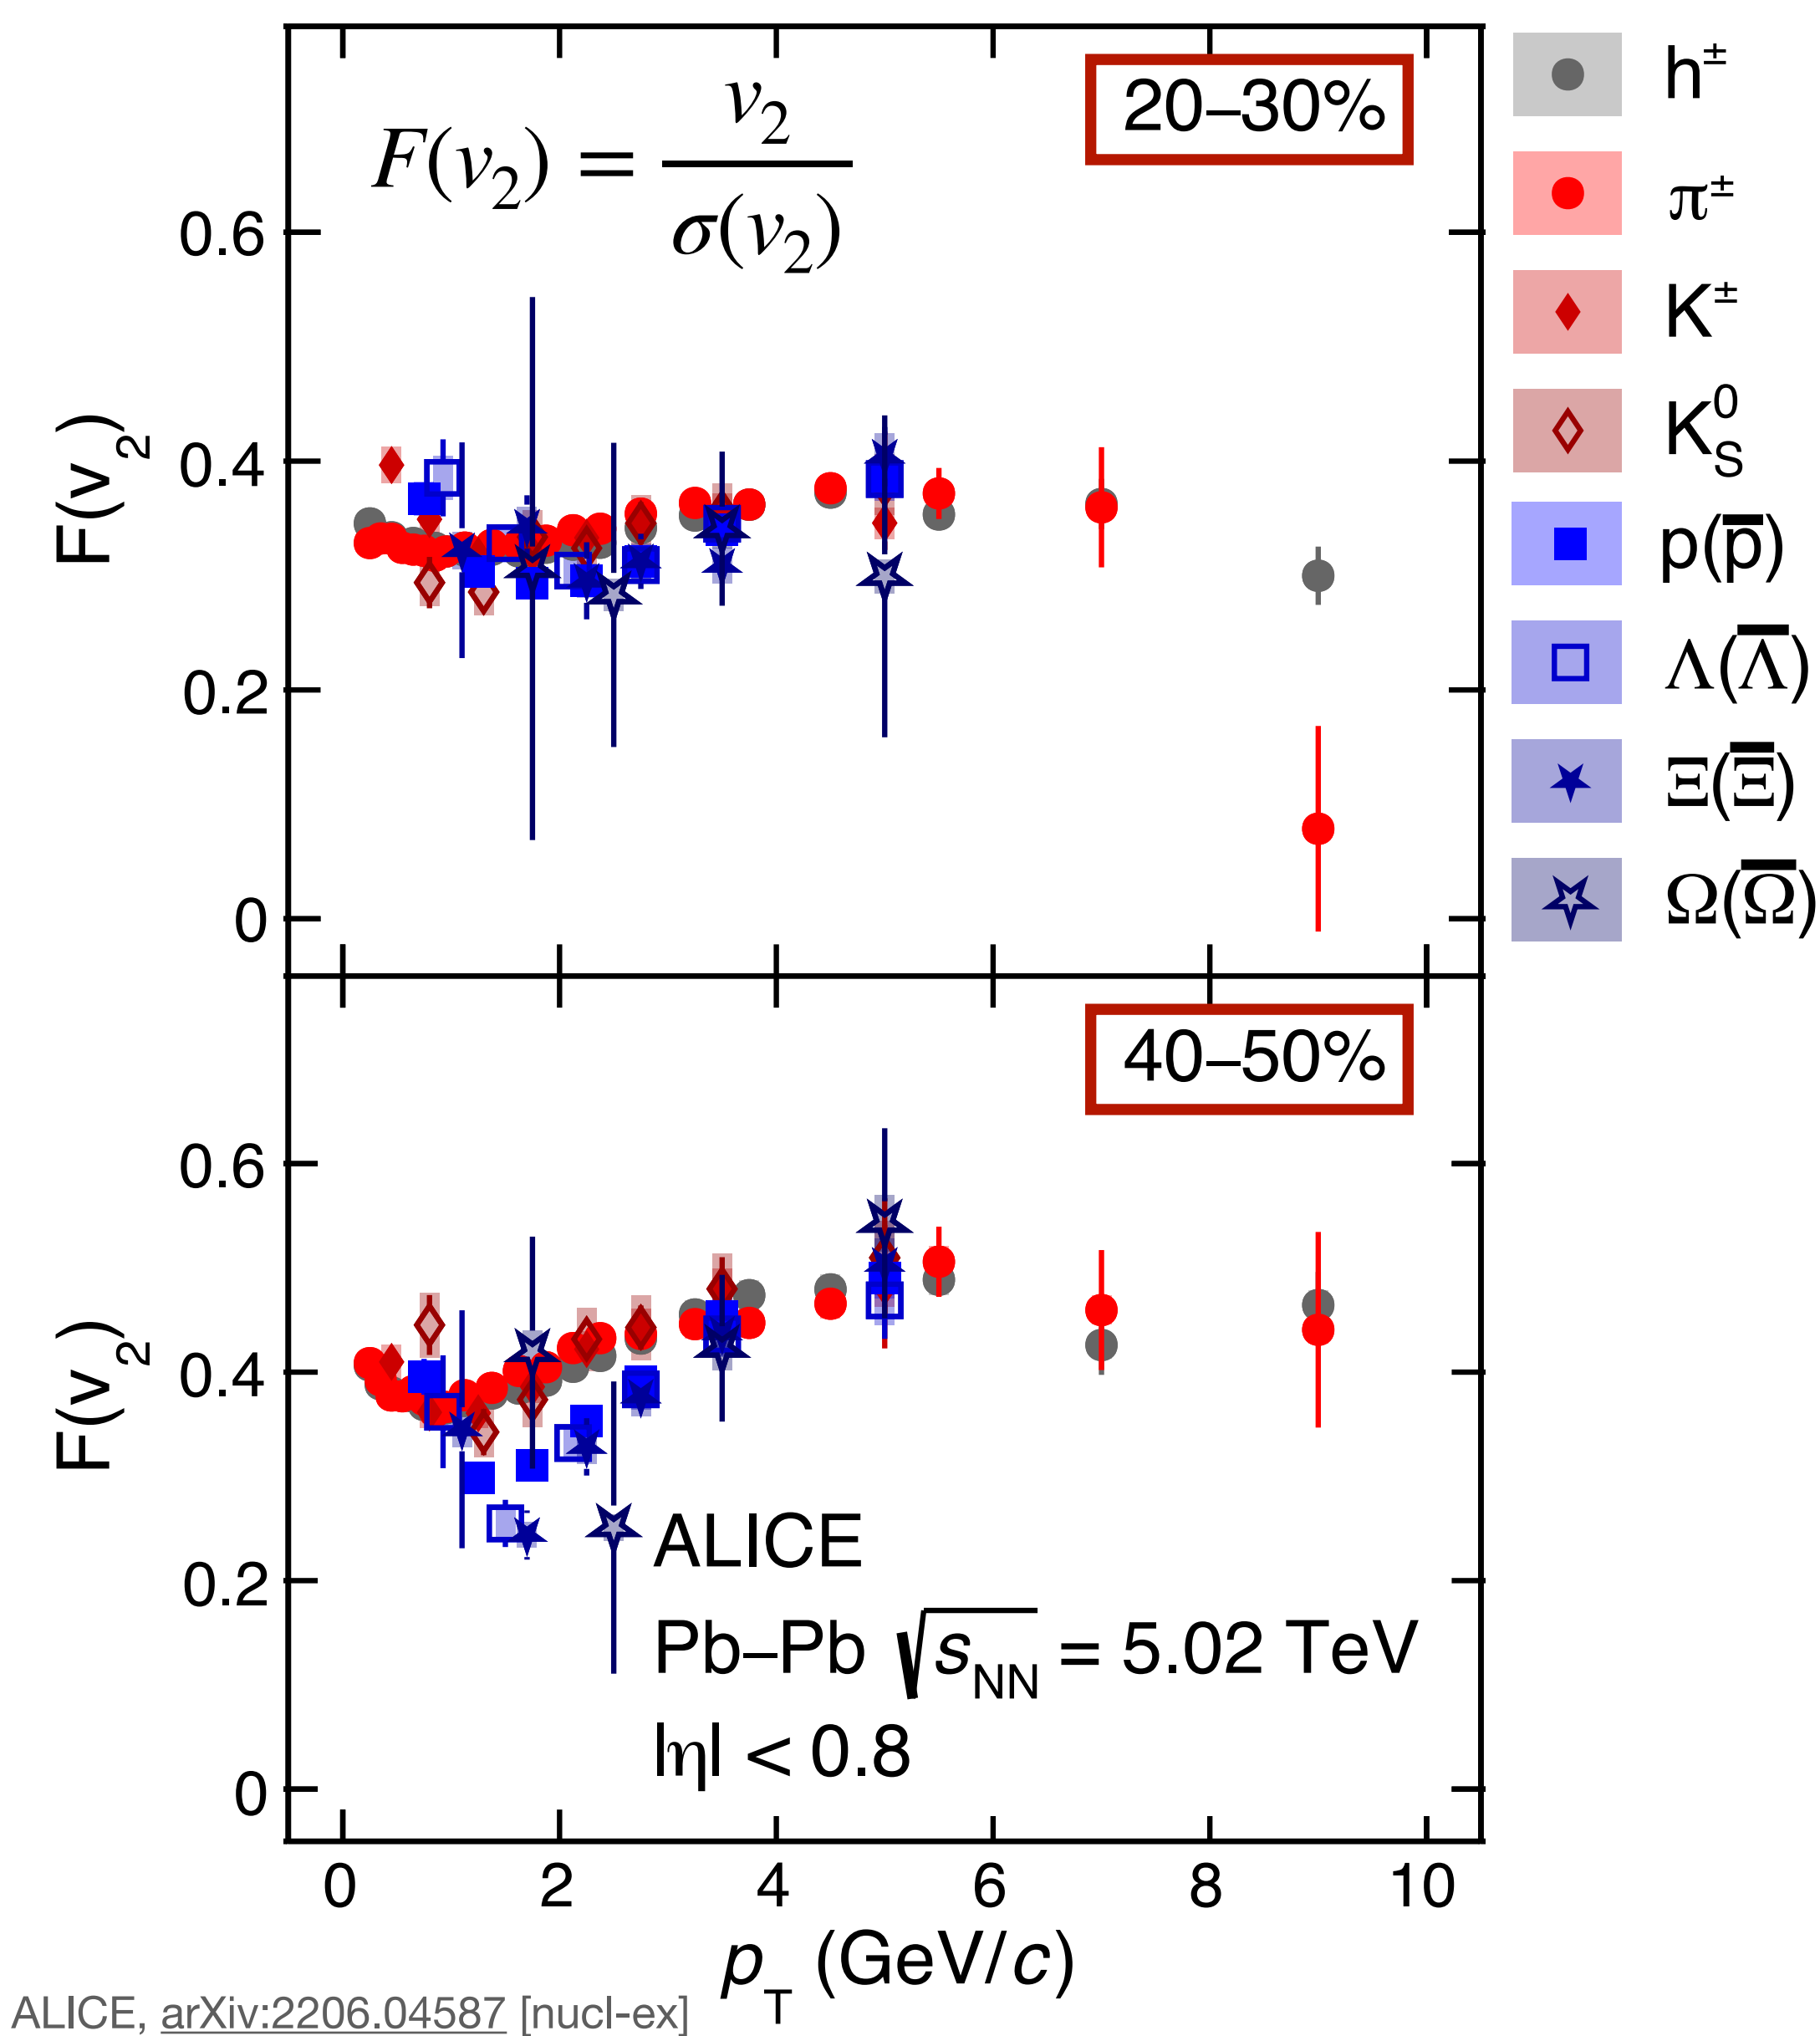 20–30%
F(v₂) = v₂ / σ(v₂)
0.6
0.4
0.2
0
F(v₂)
h±
π±
K±
K⁰S
p(p̅)
Λ(Λ̅)
Ξ(Ξ̅)
Ω(Ω̅)
40–50%
0.6
0.4
0.2
0
F(v₂)
ALICE
Pb–Pb √sNN = 5.02 TeV
|η| < 0.8
0 2 4 6 8 10
pT (GeV/c)
ALICE, arXiv:2206.04587 [nucl-ex]